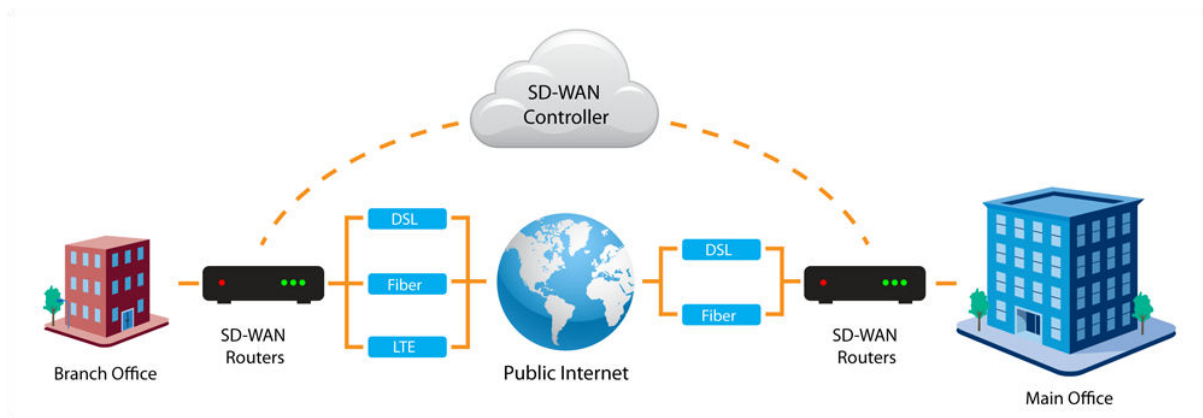 SD-WAN
Controller
DSL
Fiber
LTE
DSL
Fiber
SD-WAN
Routers
Branch Office
Public Internet
SD-WAN
Routers
Main Office